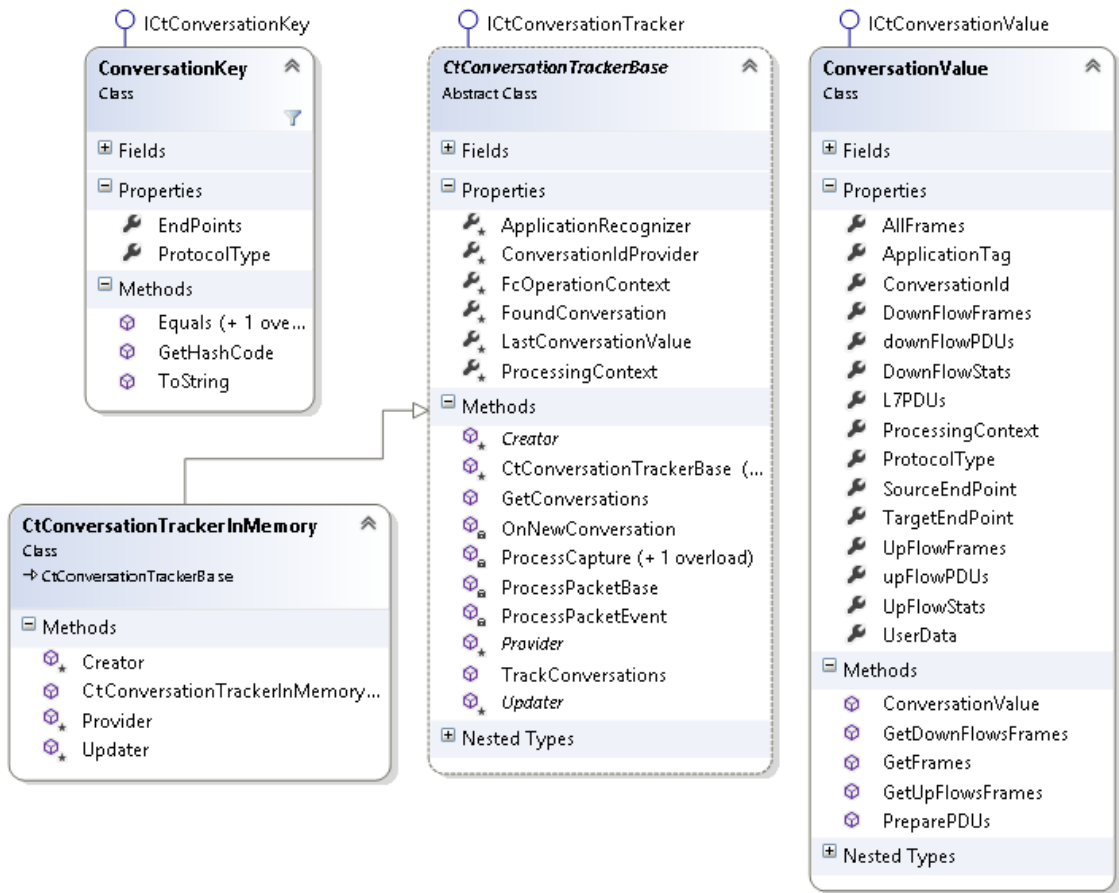 ICtConversationKey
ConversationKey
Class
Fields
Properties
EndPoints
ProtocolType
Methods
Equals (+ 1 ove...
GetHashCode
ToString
ICtConversationTracker
CtConversationTrackerBase
Abstract Class
Fields
Properties
ApplicationRecognizer
ConversationIdProvider
FcOperationContext
FoundConversation
LastConversationValue
ProcessingContext
Methods
Creator
CtConversationTrackerBase (...
GetConversations
OnNewConversation
ProcessCapture (+ 1 overload)
ProcessPacketBase
ProcessPacketEvent
Provider
TrackConversations
Updater
Nested Types
CtConversationTrackerInMemory
Class
CtConversationTrackerBase
Methods
Creator
CtConversationTrackerInMemory...
Provider
Updater
ICtConversationValue
ConversationValue
Class
Fields
Properties
AllFrames
ApplicationTag
ConversationId
DownFlowFrames
downFlowPDUs
DownFlowStats
L7PDUs
ProcessingContext
ProtocolType
SourceEndPoint
TargetEndPoint
UpFlowFrames
upFlowPDUs
UpFlowStats
UserData
Methods
ConversationValue
GetDownFlowsFrames
GetFrames
GetUpFlowsFrames
PreparePDUs
Nested Types